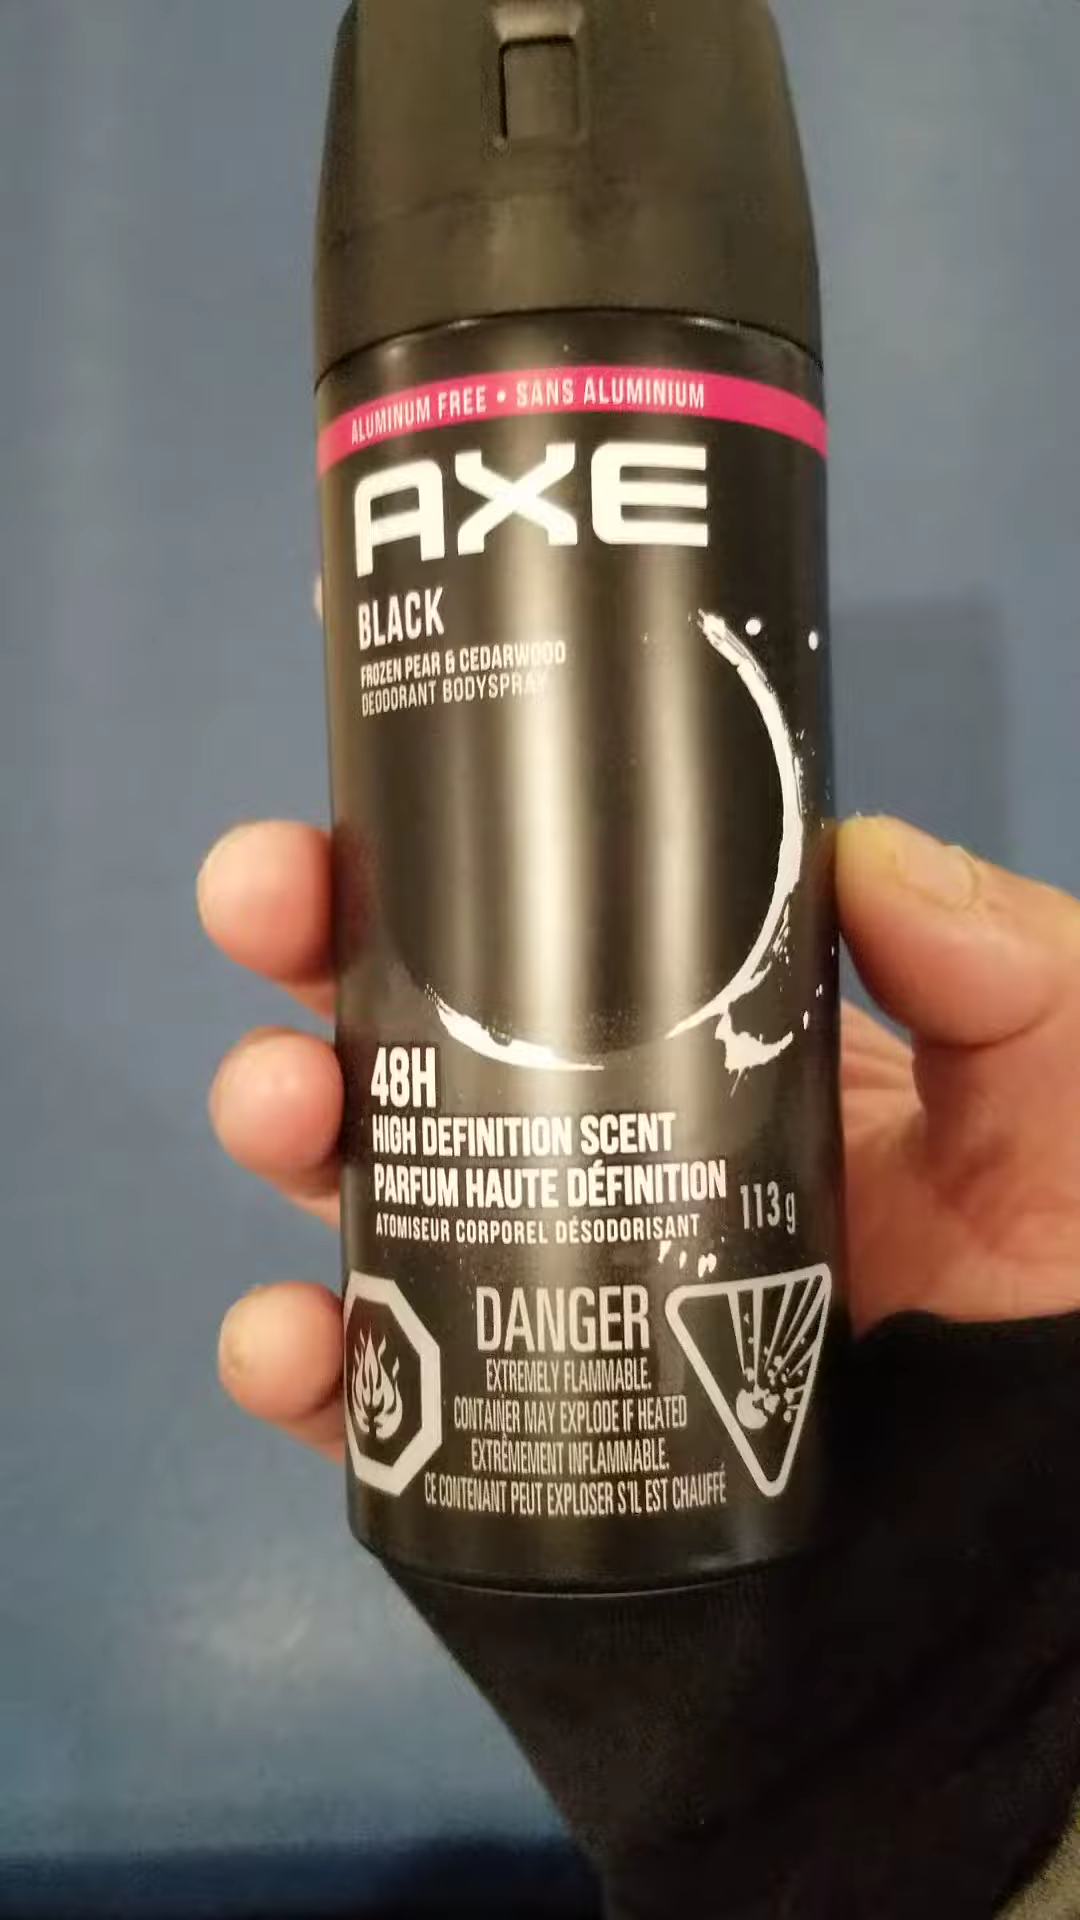 ALUMINUM FREE • SANS ALUMINIUM
AXE
BLACK
FROZEN PEAR & CEDARWOOD
DEODORANT BODYSPRAY
48H
HIGH DEFINITION SCENT
PARFUM HAUTE DÉFINITION
ATOMISEUR CORPOREL DÉSODORISANT
113 g
DANGER
EXTREMELY FLAMMABLE.
CONTAINER MAY EXPLODE IF HEATED
EXTRÊMEMENT INFLAMMABLE.
CE CONTENANT PEUT EXPLOSER S'IL EST CHAUFFÉ